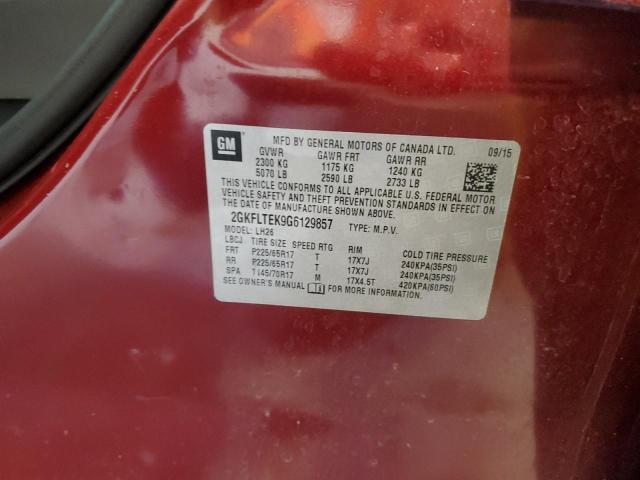 GM
MFD BY GENERAL MOTORS OF CANADA LTD. 09/15
GVWR GAWR FRT GAWR RR
2300 KG 1175 KG 1240 KG
5070 LB 2590 LB 2733 LB
THIS VEHICLE CONFORMS TO ALL APPLICABLE U.S. FEDERAL MOTOR
VEHICLE SAFETY AND THEFT PREVENTION STANDARDS IN EFFECT ON
THE DATE OF MANUFACTURE SHOWN ABOVE.
2GKFLTEK9G6129857 TYPE: M.P.V.
MODEL: LH26
LBCJ TIRE SIZE SPEED RTG RIM COLD TIRE PRESSURE
FRT P225/65R17 T 17X7J 240KPA(35PSI)
RR P225/65R17 T 17X7J 240KPA(35PSI)
SPA T145/70R17 M 17X4.5T 420KPA(60PSI)
SEE OWNER'S MANUAL FOR MORE INFORMATION.